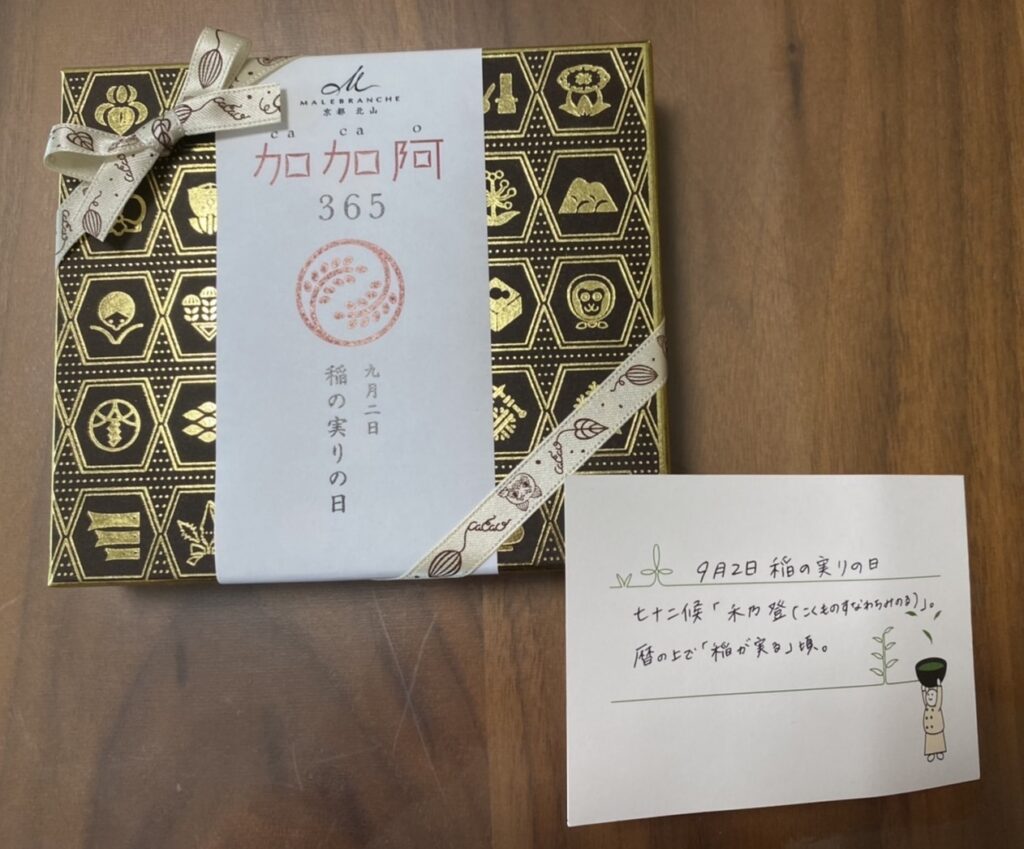 MALEBRANCHE
京都 北山
ca ca o
加加阿
365
九月二日
稲の実りの日
cacao
cacao
9月2日 稲の実りの日
七十二候「禾乃登(こくものすなわちみのる)」。
暦の上で「稲が実る」頃。